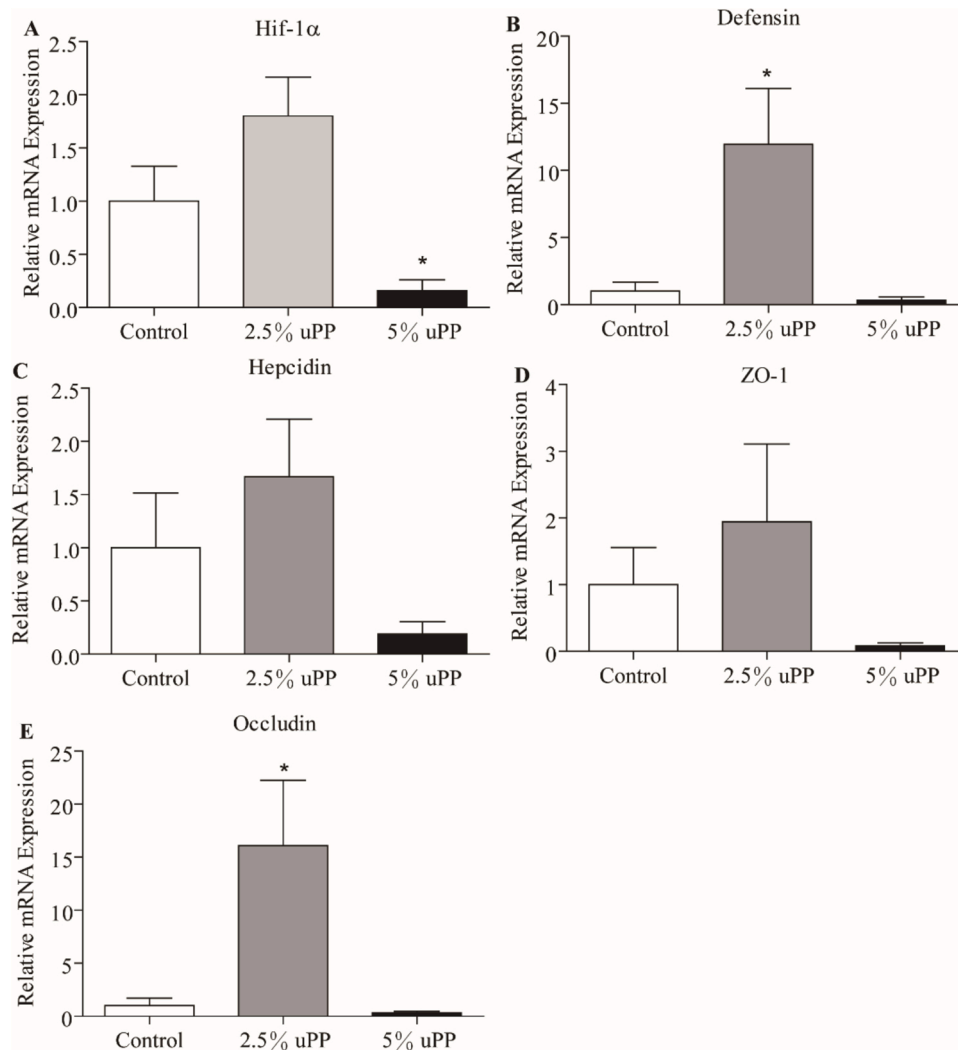 A
Hif-1α
Relative mRNA Expression
2.5
2.0
1.5
1.0
0.5
0.0
*
Control 2.5% uPP 5% uPP
B
Defensin
Relative mRNA Expression
20
15
10
5
0
*
Control 2.5% uPP 5% uPP
C
Hepcidin
Relative mRNA Expression
2.5
2.0
1.5
1.0
0.5
0.0
Control 2.5% uPP 5% uPP
D
ZO-1
Relative mRNA Expression
4
3
2
1
0
Control 2.5% uPP 5% uPP
E
Occludin
Relative mRNA Expression
25
20
15
10
5
0
*
Control 2.5% uPP 5% uPP